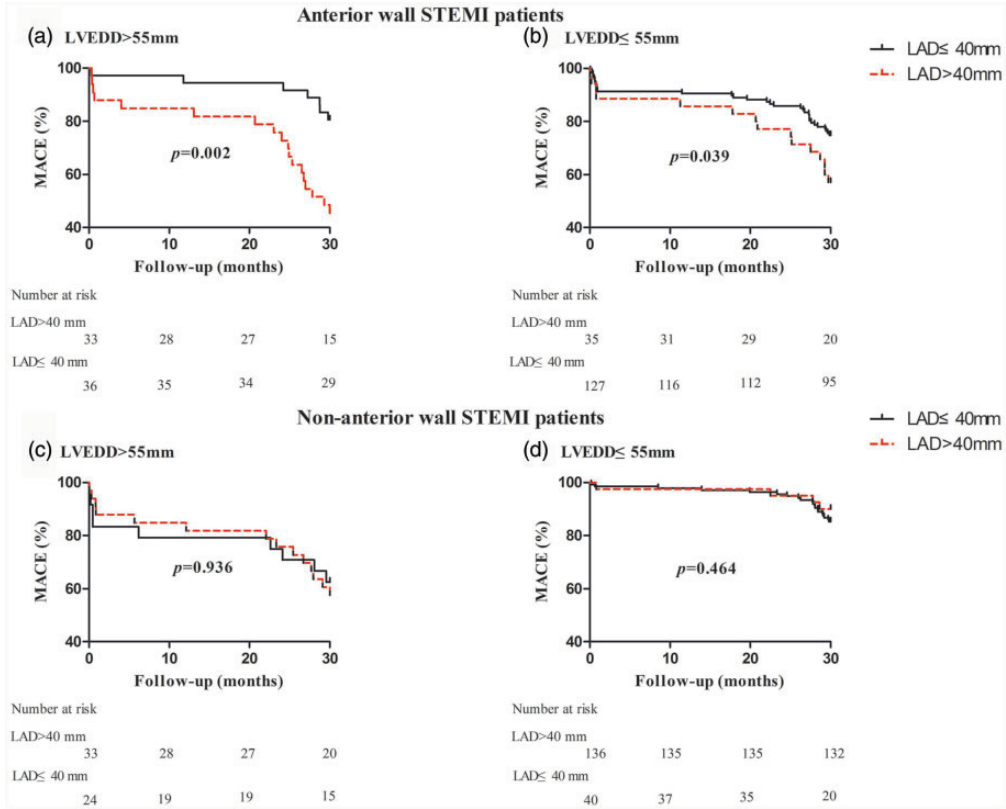 Anterior wall STEMI patients
(a) LVEDD>55mm
100
80
60
40
MACE (%)
p=0.002
0 10 20 30
Follow-up (months)
Number at risk
LAD>40 mm
33 28 27 15
LAD≤ 40 mm
36 35 34 29
(b) LVEDD≤ 55mm
100
80
60
40
MACE (%)
p=0.039
0 10 20 30
Follow-up (months)
Number at risk
LAD>40 mm
35 31 29 20
LAD≤ 40 mm
127 116 112 95
LAD≤ 40mm
LAD>40mm
Non-anterior wall STEMI patients
(c) LVEDD>55mm
100
80
60
40
MACE (%)
p=0.936
0 10 20 30
Follow-up (months)
Number at risk
LAD>40 mm
33 28 27 20
LAD≤ 40 mm
24 19 19 15
(d) LVEDD≤ 55mm
100
80
60
40
MACE (%)
p=0.464
0 10 20 30
Follow-up (months)
Number at risk
LAD>40 mm
136 135 135 132
LAD≤ 40 mm
40 37 35 20
LAD≤ 40mm
LAD>40mm